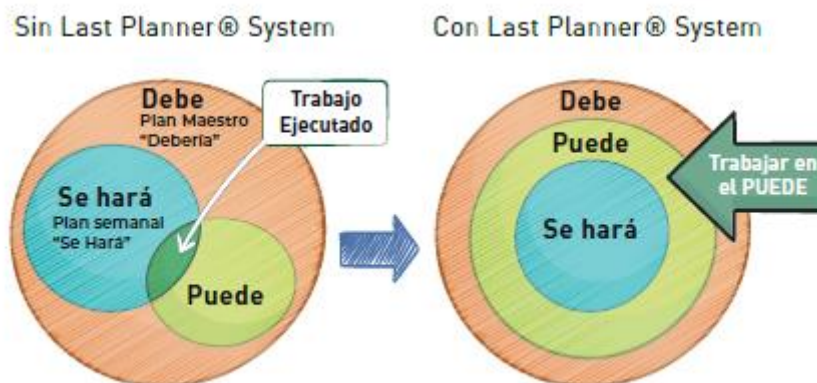 Sin Last Planner® System
Debe
Plan Maestro
"Debería"
Trabajo
Ejecutado
Se hará
Plan semanal
"Se Hará"
Puede
Con Last Planner® System
Debe
Puede
Se hará
Trabajar en
el PUEDE